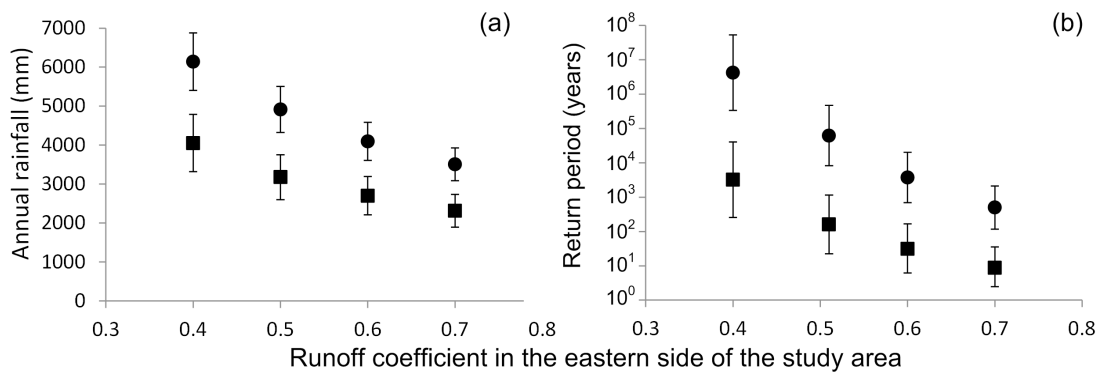 (a)
Annual rainfall (mm)
7000
6000
5000
4000
3000
2000
1000
0
0.3 0.4 0.5 0.6 0.7 0.8
(b)
Return period (years)
10⁸
10⁷
10⁶
10⁵
10⁴
10³
10²
10¹
10⁰
0.3 0.4 0.5 0.6 0.7 0.8
Runoff coefficient in the eastern side of the study area